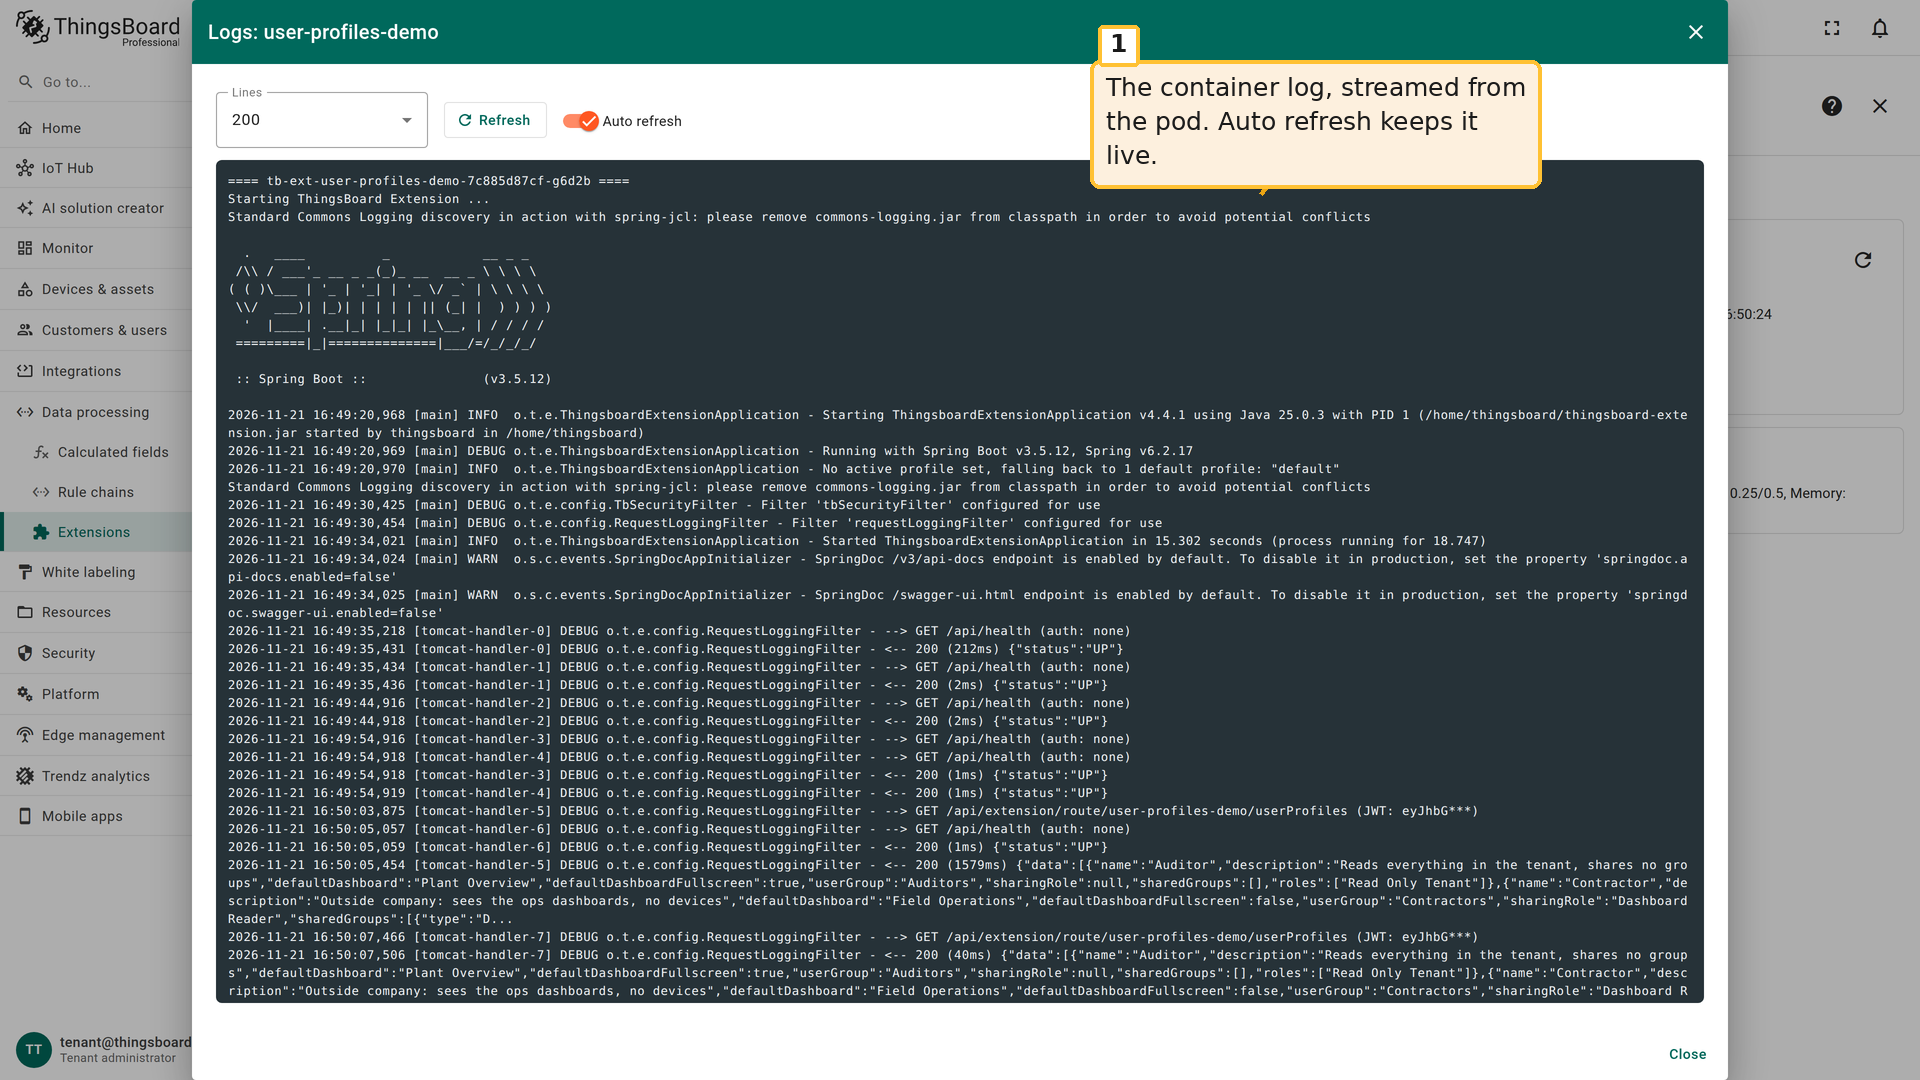 ThingsBoard
Professional
Go to...
Home
IoT Hub
AI solution creator
Monitor
Devices & assets
Customers & users
Integrations
Data processing
Calculated fields
Rule chains
Extensions
White labeling
Resources
Security
Platform
Edge management
Trendz analytics
Mobile apps
TT
tenant@thingsboard
Tenant administrator
Logs: user-profiles-demo
Lines
200
Refresh
Auto refresh
1
The container log, streamed from
the pod. Auto refresh keeps it
live.
==== tb-ext-user-profiles-demo-7c885d87cf-g6d2b ====
Starting ThingsBoard Extension ...
Standard Commons Logging discovery in action with spring-jcl: please remove commons-logging.jar from classpath in order to avoid potential conflicts
:: Spring Boot :: (v3.5.12)
2026-11-21 16:49:20,968 [main] INFO  o.t.e.ThingsboardExtensionApplication - Starting ThingsboardExtensionApplication v4.4.1 using Java 25.0.3 with PID 1 (/home/thingsboard/thingsboard-exte
nsion.jar started by thingsboard in /home/thingsboard)
2026-11-21 16:49:20,969 [main] DEBUG o.t.e.ThingsboardExtensionApplication - Running with Spring Boot v3.5.12, Spring v6.2.17
2026-11-21 16:49:20,970 [main] INFO  o.t.e.ThingsboardExtensionApplication - No active profile set, falling back to 1 default profile: "default"
Standard Commons Logging discovery in action with spring-jcl: please remove commons-logging.jar from classpath in order to avoid potential conflicts
2026-11-21 16:49:30,425 [main] DEBUG o.t.e.config.TbSecurityFilter - Filter 'tbSecurityFilter' configured for use
2026-11-21 16:49:30,454 [main] DEBUG o.t.e.config.RequestLoggingFilter - Filter 'requestLoggingFilter' configured for use
2026-11-21 16:49:34,021 [main] INFO  o.t.e.ThingsboardExtensionApplication - Started ThingsboardExtensionApplication in 15.302 seconds (process running for 18.747)
2026-11-21 16:49:34,024 [main] WARN  o.s.c.events.SpringDocAppInitializer - SpringDoc /v3/api-docs endpoint is enabled by default. To disable it in production, set the property 'springdoc.a
pi-docs.enabled=false'
2026-11-21 16:49:34,025 [main] WARN  o.s.c.events.SpringDocAppInitializer - SpringDoc /swagger-ui.html endpoint is enabled by default. To disable it in production, set the property 'springd
oc.swagger-ui.enabled=false'
2026-11-21 16:49:35,218 [tomcat-handler-0] DEBUG o.t.e.config.RequestLoggingFilter - --> GET /api/health (auth: none)
2026-11-21 16:49:35,431 [tomcat-handler-0] DEBUG o.t.e.config.RequestLoggingFilter - <-- 200 (212ms) {"status":"UP"}
2026-11-21 16:49:35,434 [tomcat-handler-1] DEBUG o.t.e.config.RequestLoggingFilter - --> GET /api/health (auth: none)
2026-11-21 16:49:35,436 [tomcat-handler-1] DEBUG o.t.e.config.RequestLoggingFilter - <-- 200 (2ms) {"status":"UP"}
2026-11-21 16:49:44,916 [tomcat-handler-2] DEBUG o.t.e.config.RequestLoggingFilter - --> GET /api/health (auth: none)
2026-11-21 16:49:44,918 [tomcat-handler-2] DEBUG o.t.e.config.RequestLoggingFilter - <-- 200 (2ms) {"status":"UP"}
2026-11-21 16:49:54,916 [tomcat-handler-3] DEBUG o.t.e.config.RequestLoggingFilter - --> GET /api/health (auth: none)
2026-11-21 16:49:54,918 [tomcat-handler-4] DEBUG o.t.e.config.RequestLoggingFilter - --> GET /api/health (auth: none)
2026-11-21 16:49:54,918 [tomcat-handler-3] DEBUG o.t.e.config.RequestLoggingFilter - <-- 200 (1ms) {"status":"UP"}
2026-11-21 16:49:54,919 [tomcat-handler-4] DEBUG o.t.e.config.RequestLoggingFilter - <-- 200 (1ms) {"status":"UP"}
2026-11-21 16:50:03,875 [tomcat-handler-5] DEBUG o.t.e.config.RequestLoggingFilter - --> GET /api/extension/route/user-profiles-demo/userProfiles (JWT: eyJhbG***)
2026-11-21 16:50:05,057 [tomcat-handler-6] DEBUG o.t.e.config.RequestLoggingFilter - --> GET /api/health (auth: none)
2026-11-21 16:50:05,059 [tomcat-handler-6] DEBUG o.t.e.config.RequestLoggingFilter - <-- 200 (1ms) {"status":"UP"}
2026-11-21 16:50:05,454 [tomcat-handler-5] DEBUG o.t.e.config.RequestLoggingFilter - <-- 200 (1579ms) {"data":[{"name":"Auditor","description":"Reads everything in the tenant, shares no gro
ups","defaultDashboard":"Plant Overview","defaultDashboardFullscreen":true,"userGroup":"Auditors","sharingRole":null,"sharedGroups":[],"roles":["Read Only Tenant"]},{"name":"Contractor","de
scription":"Outside company: sees the ops dashboards, no devices","defaultDashboard":"Field Operations","defaultDashboardFullscreen":false,"userGroup":"Contractors","sharingRole":"Dashboard
Reader","sharedGroups":[{"type":"D...
2026-11-21 16:50:07,466 [tomcat-handler-7] DEBUG o.t.e.config.RequestLoggingFilter - --> GET /api/extension/route/user-profiles-demo/userProfiles (JWT: eyJhbG***)
2026-11-21 16:50:07,506 [tomcat-handler-7] DEBUG o.t.e.config.RequestLoggingFilter - <-- 200 (40ms) {"data":[{"name":"Auditor","description":"Reads everything in the tenant, shares no group
s","defaultDashboard":"Plant Overview","defaultDashboardFullscreen":true,"userGroup":"Auditors","sharingRole":null,"sharedGroups":[],"roles":["Read Only Tenant"]},{"name":"Contractor","desc
ription":"Outside company: sees the ops dashboards, no devices","defaultDashboard":"Field Operations","defaultDashboardFullscreen":false,"userGroup":"Contractors","sharingRole":"Dashboard R
Close
6:50:24
0.25/0.5, Memory: